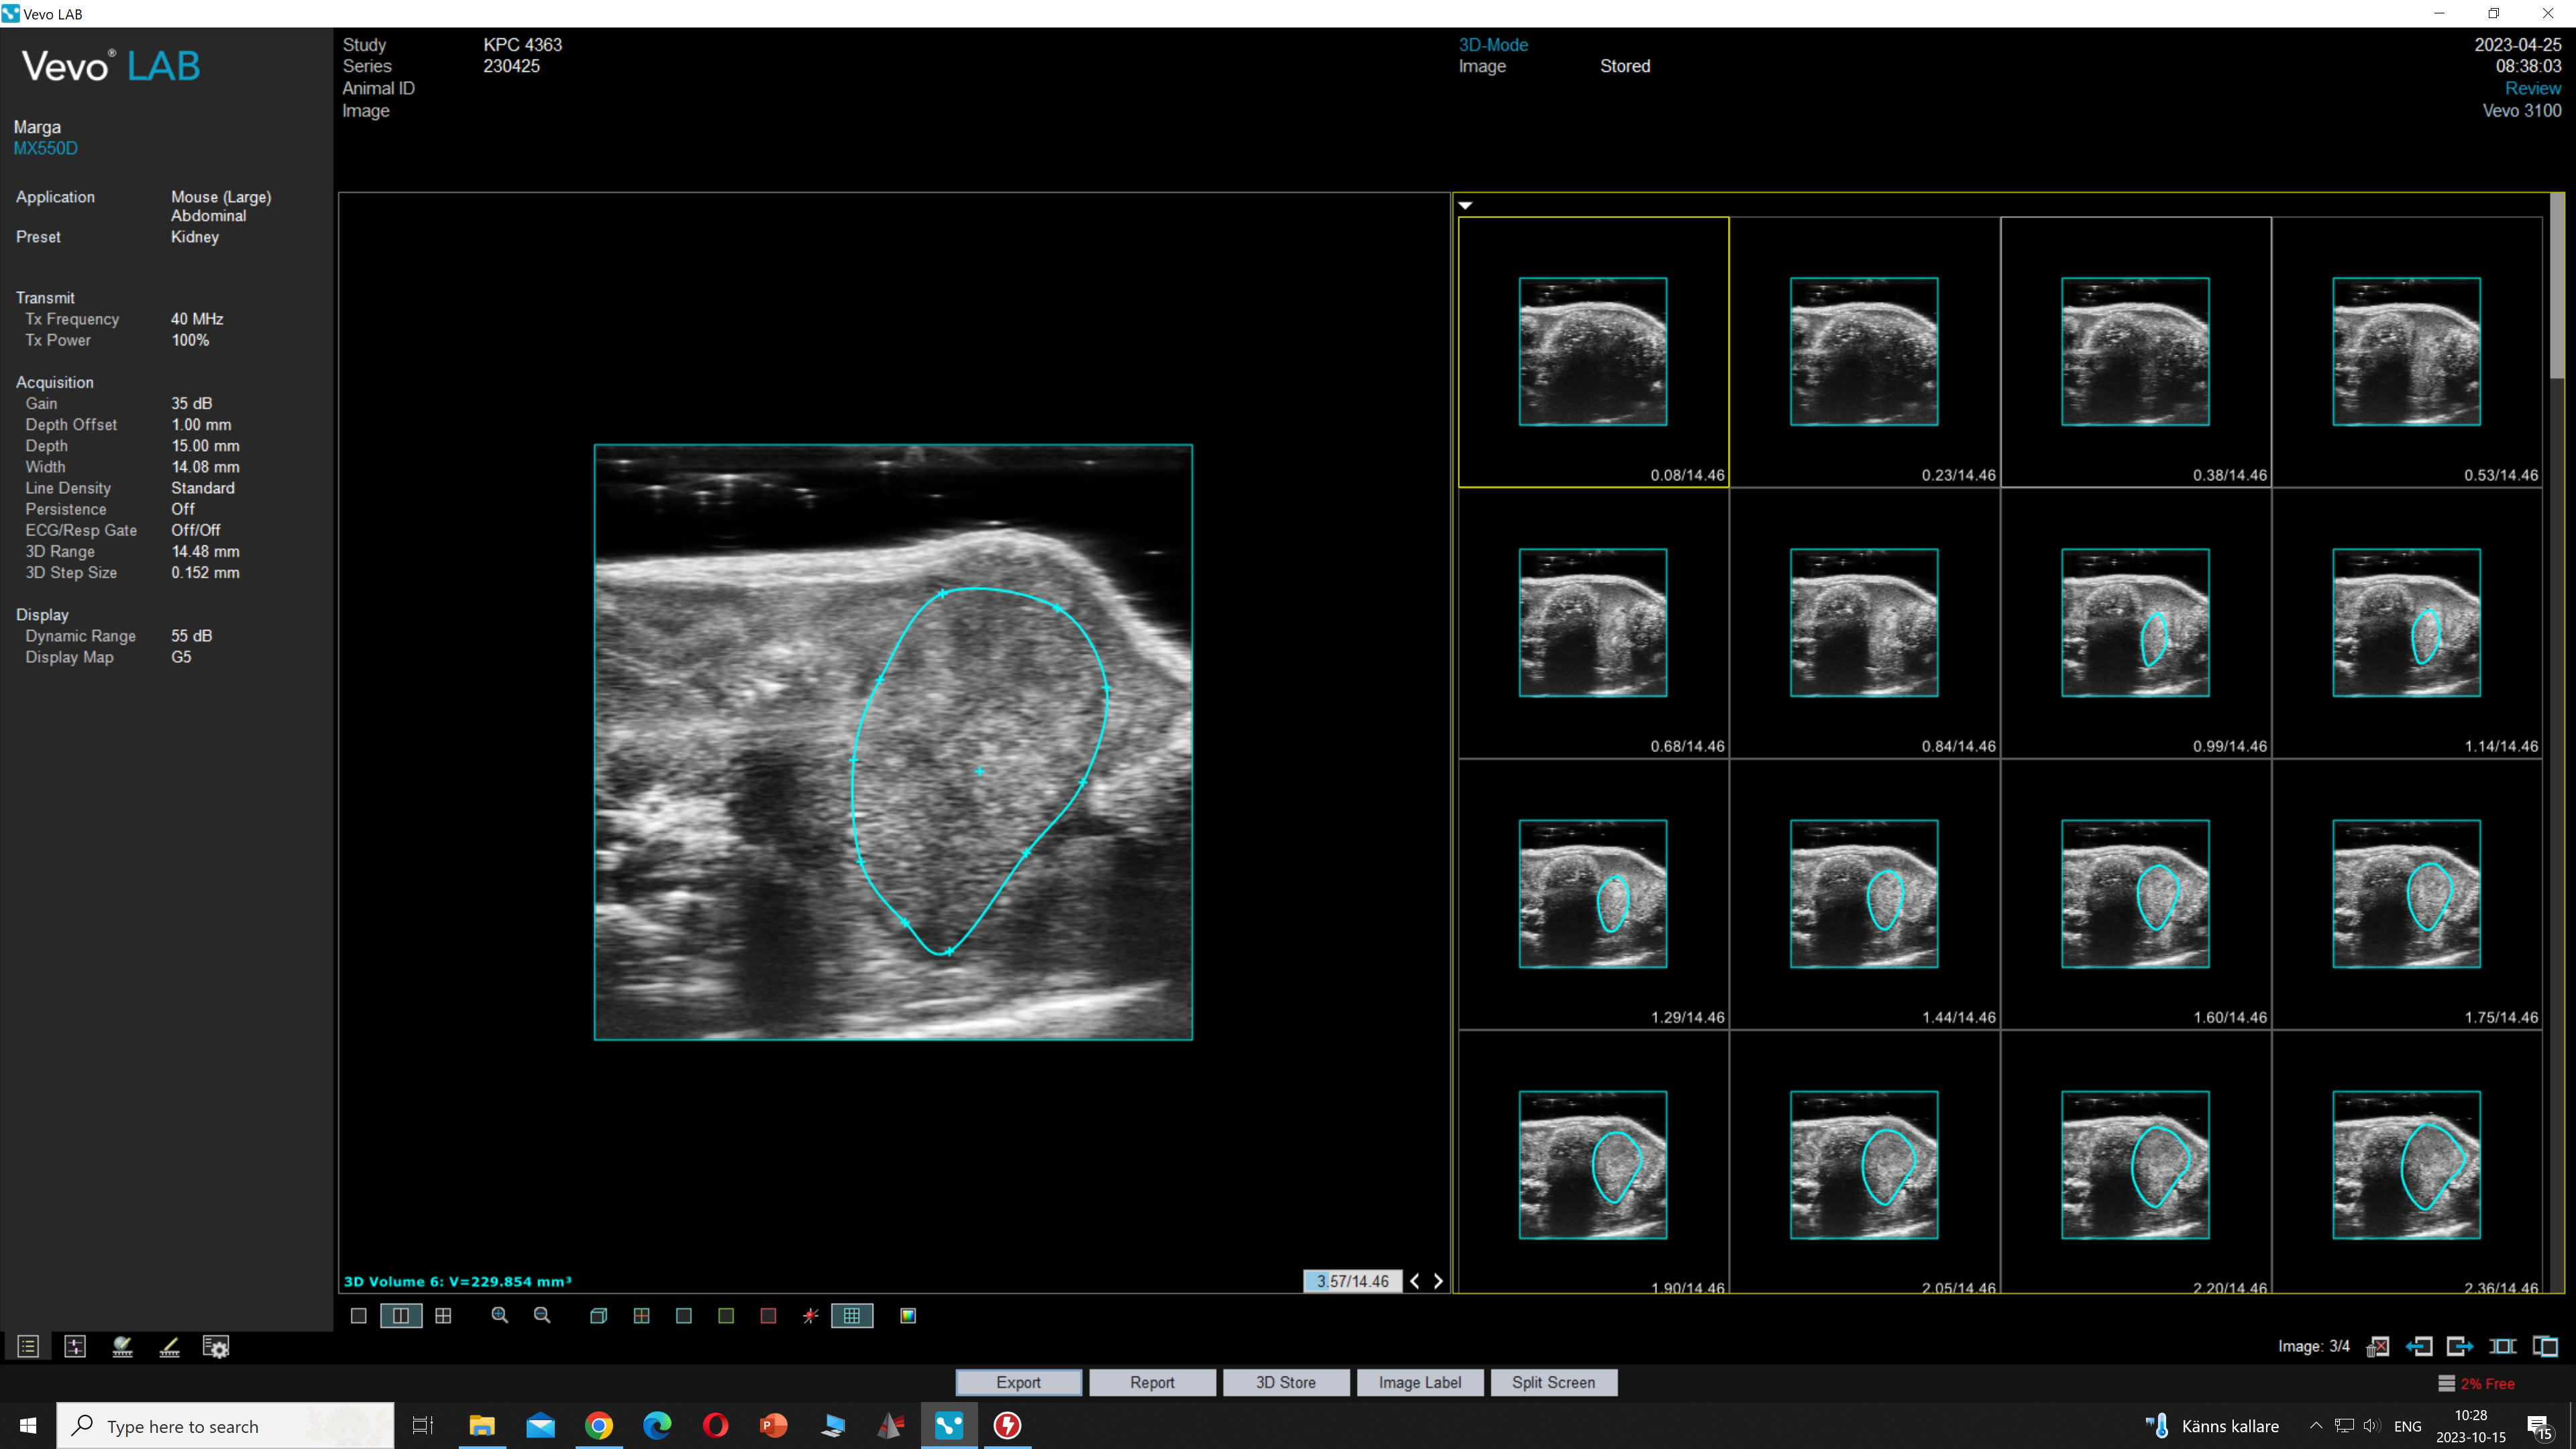 Vevo LAB
Vevo® LAB
Marga
MX550D
Application Mouse (Large)
Abdominal
Preset Kidney
Transmit
Tx Frequency 40 MHz
Tx Power 100%
Acquisition
Gain 35 dB
Depth Offset 1.00 mm
Depth 15.00 mm
Width 14.08 mm
Line Density Standard
Persistence Off
ECG/Resp Gate Off/Off
3D Range 14.48 mm
3D Step Size 0.152 mm
Display
Dynamic Range 55 dB
Display Map G5
Study KPC 4363
Series 230425
Animal ID
Image
3D-Mode
Image Stored
2023-04-25
08:38:03
Review
Vevo 3100
0.08/14.46 0.23/14.46 0.38/14.46 0.53/14.46
0.68/14.46 0.84/14.46 0.99/14.46 1.14/14.46
1.29/14.46 1.44/14.46 1.60/14.46 1.75/14.46
1.90/14.46 2.05/14.46 2.20/14.46 2.36/14.46
3D Volume 6: V=229.854 mm³
3.57/14.46
Image: 3/4
Export Report 3D Store Image Label Split Screen
2% Free
Type here to search
Känns kallare
ENG
10:28
2023-10-15
15